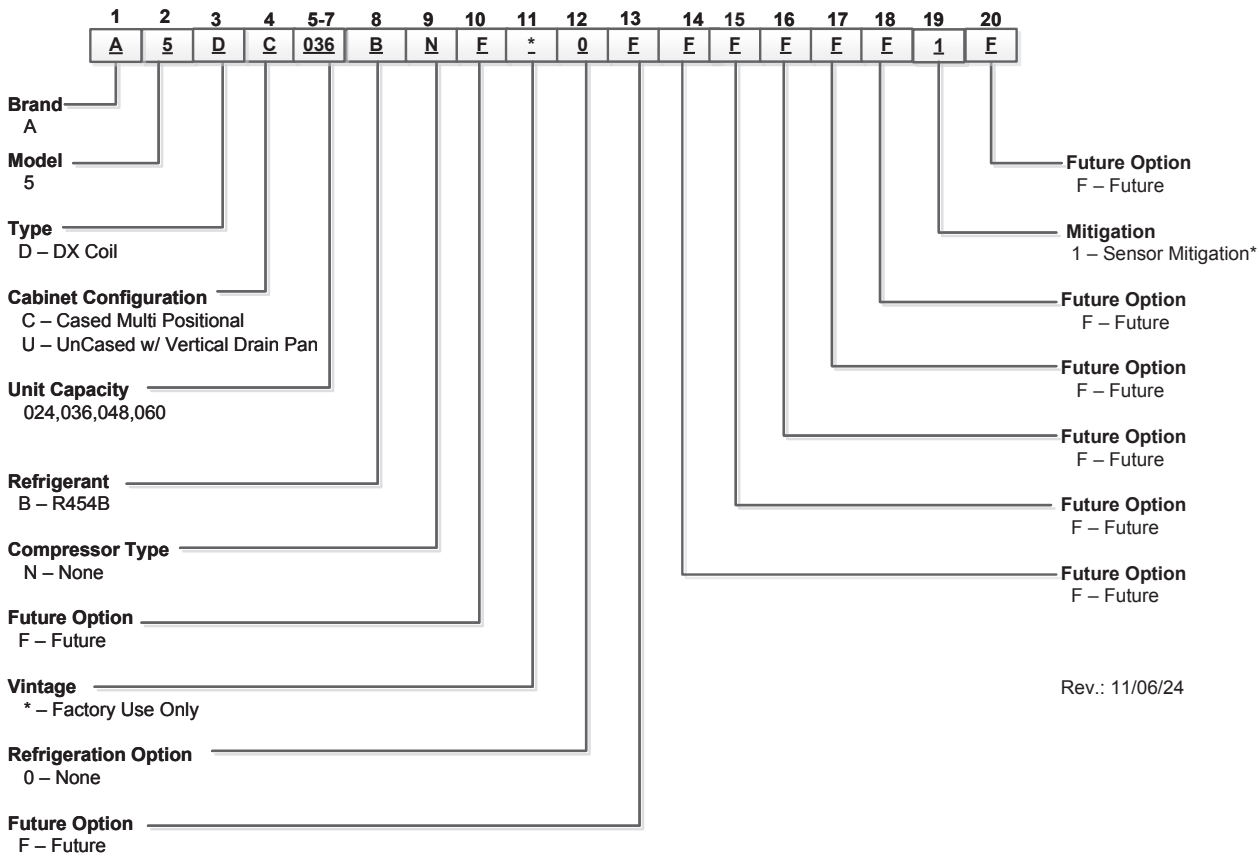 1 2 3 4 5-7 8 9 10 11 12 13 14 15 16 17 18 19 20
A 5 D C 036 B N F * 0 F F F F F F 1 F
Brand
A
Model
5
Type
D – DX Coil
Cabinet Configuration
C – Cased Multi Positional
U – UnCased w/ Vertical Drain Pan
Unit Capacity
024,036,048,060
Refrigerant
B – R454B
Compressor Type
N – None
Future Option
F – Future
Vintage
* – Factory Use Only
Refrigeration Option
0 – None
Future Option
F – Future
Future Option
F – Future
Mitigation
1 – Sensor Mitigation*
Future Option
F – Future
Future Option
F – Future
Future Option
F – Future
Future Option
F – Future
Future Option
F – Future
Rev.: 11/06/24